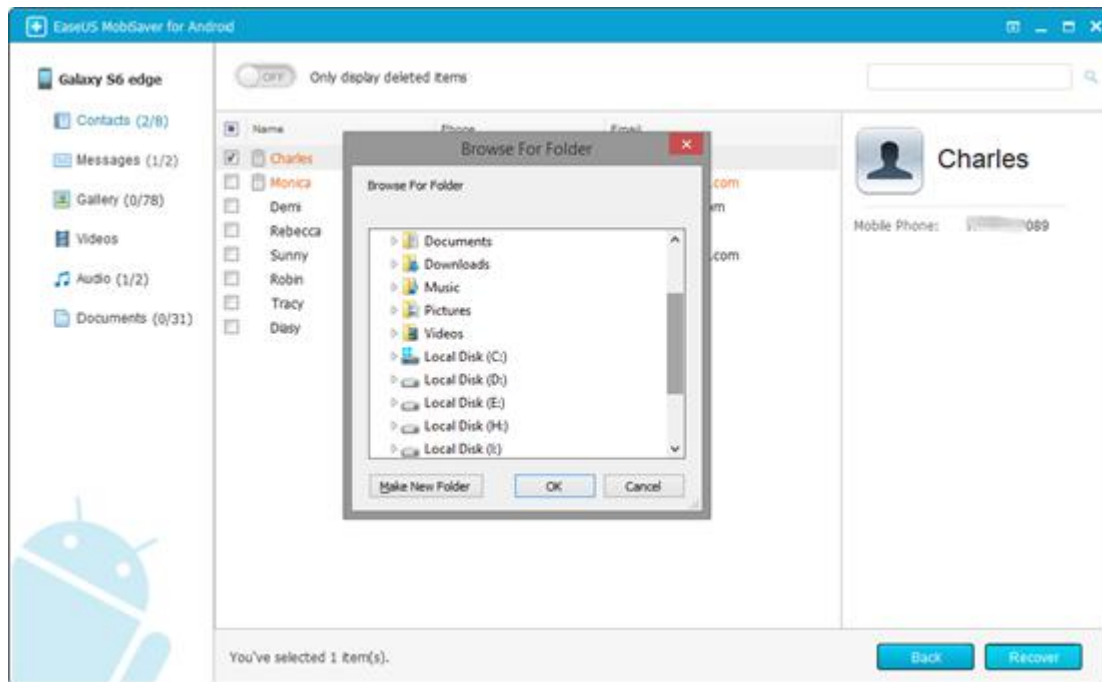 EaseUS MobiSaver for Android
Galaxy S6 edge
Contacts (2/8)
Messages (1/2)
Gallery (0/78)
Videos
Audio (1/2)
Documents (0/31)
OFF Only display deleted items
Name Phone Email
Charles
Monica .com
Demi om
Rebecca
Sunny .com
Robin
Tracy
Diasy
Browse For Folder
Browse For Folder
Documents
Downloads
Music
Pictures
Videos
Local Disk (C:)
Local Disk (D:)
Local Disk (E:)
Local Disk (H:)
Local Disk (I:)
Make New Folder OK Cancel
Charles
Mobile Phone: 089
You've selected 1 item(s).
Back Recover